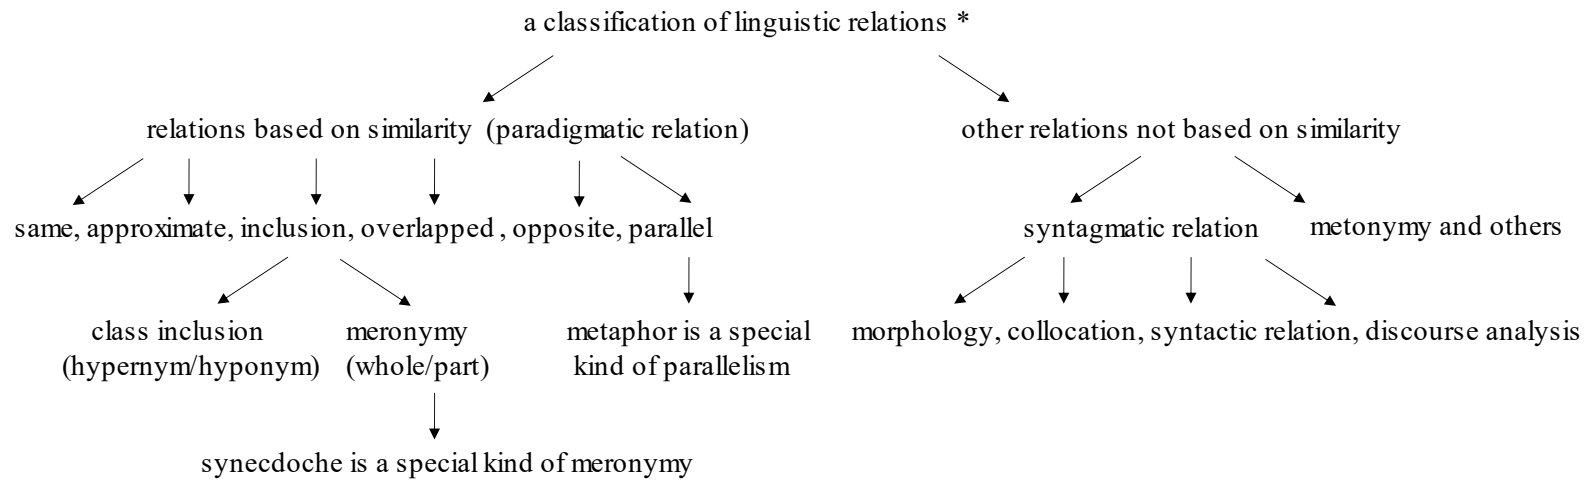 a classification of linguistic relations *
relations based on similarity (paradigmatic relation)
other relations not based on similarity
same, approximate, inclusion, overlapped , opposite, parallel
syntagmatic relation
metonymy and others
class inclusion
(hypernym/hyponym)
meronymy
(whole/part)
metaphor is a special
kind of parallelism
morphology, collocation, syntactic relation, discourse analysis
synecdoche is a special kind of meronymy